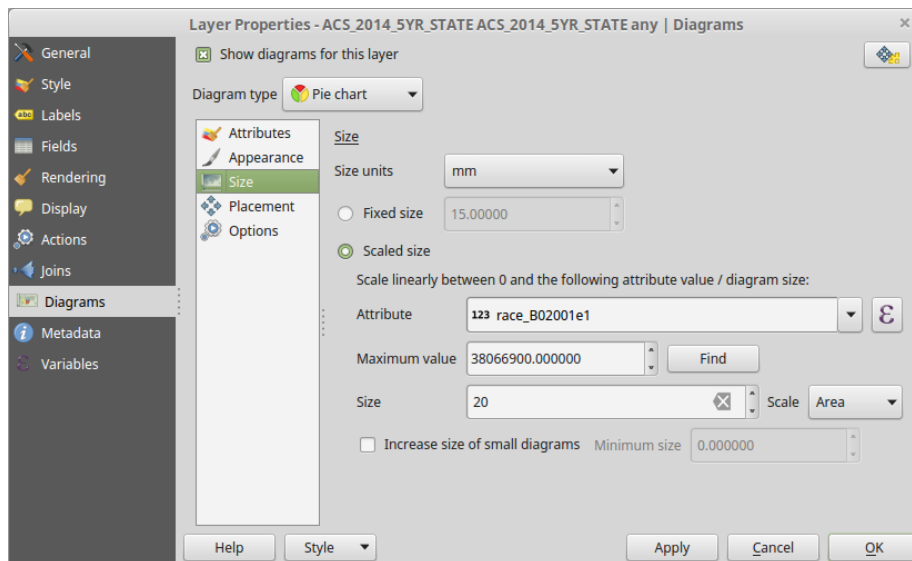 Layer Properties - ACS_2014_5YR_STATE ACS_2014_5YR_STATE any | Diagrams
General
Style
Labels
Fields
Rendering
Display
Actions
Joins
Diagrams
Metadata
Variables
Show diagrams for this layer
Diagram type Pie chart
Attributes
Appearance
Size
Placement
Options
Size
Size units mm
Fixed size 15.00000
Scaled size
Scale linearly between 0 and the following attribute value / diagram size:
Attribute 123 race_B02001e1 ε
Maximum value 38066900.000000 Find
Size 20 Scale Area
Increase size of small diagrams Minimum size 0.000000
Help Style Apply Cancel OK